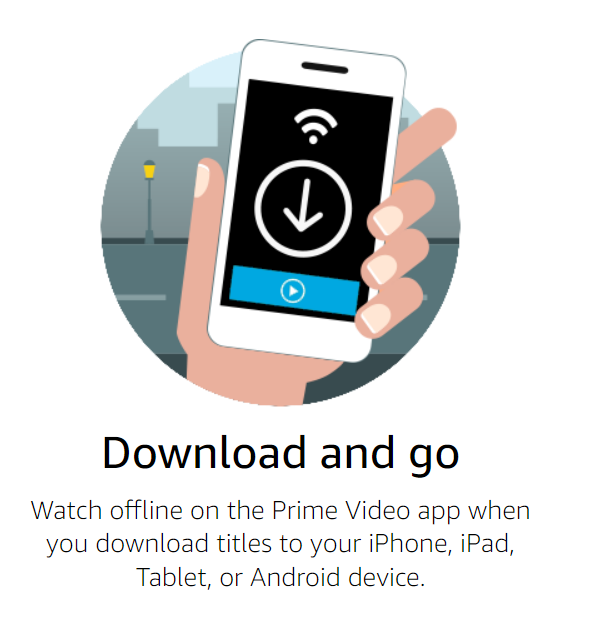 Download and go
Watch offline on the Prime Video app when
you download titles to your iPhone, iPad,
Tablet, or Android device.